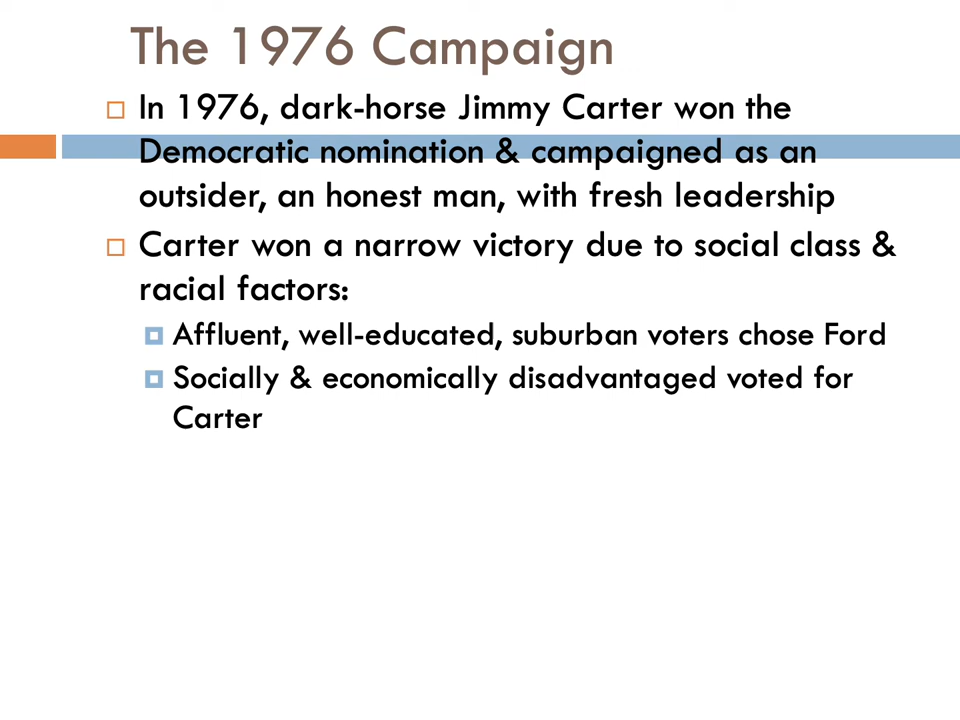 The 1976 Campaign
In 1976, dark-horse Jimmy Carter won the
Democratic nomination & campaigned as an
outsider, an honest man, with fresh leadership
Carter won a narrow victory due to social class &
racial factors:
Affluent, well-educated, suburban voters chose Ford
Socially & economically disadvantaged voted for
Carter